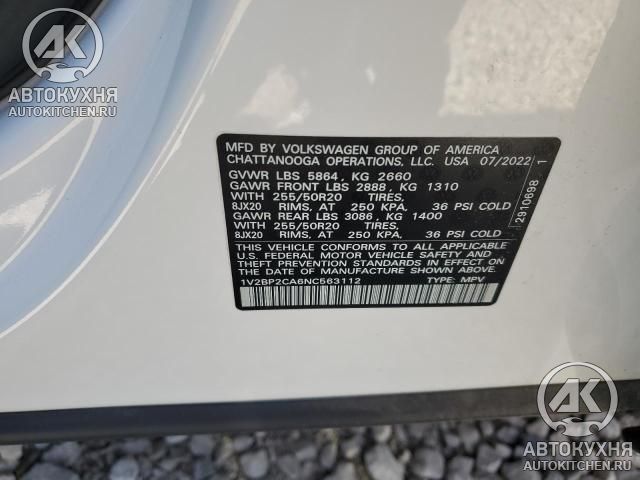 AK
АВТОКУХНЯ
AUTOKITCHEN.RU
MFD BY VOLKSWAGEN GROUP OF AMERICA
CHATTANOOGA OPERATIONS, LLC. USA 07/2022
GVWR LBS 5864, KG 2660
GAWR FRONT LBS 2888, KG 1310
WITH 255/50R20 TIRES,
8JX20 RIMS, AT 250 KPA, 36 PSI COLD
GAWR REAR LBS 3086, KG 1400
WITH 255/50R20 TIRES,
8JX20 RIMS, AT 250 KPA, 36 PSI COLD
THIS VEHICLE CONFORMS TO ALL APPLICABLE
U.S. FEDERAL MOTOR VEHICLE SAFETY AND
THEFT PREVENTION STANDARDS IN EFFECT ON
THE DATE OF MANUFACTURE SHOWN ABOVE.
1V2BP2CA6NC563112 TYPE: MPV
2910698 1
AK
АВТОКУХНЯ
AUTOKITCHEN.RU